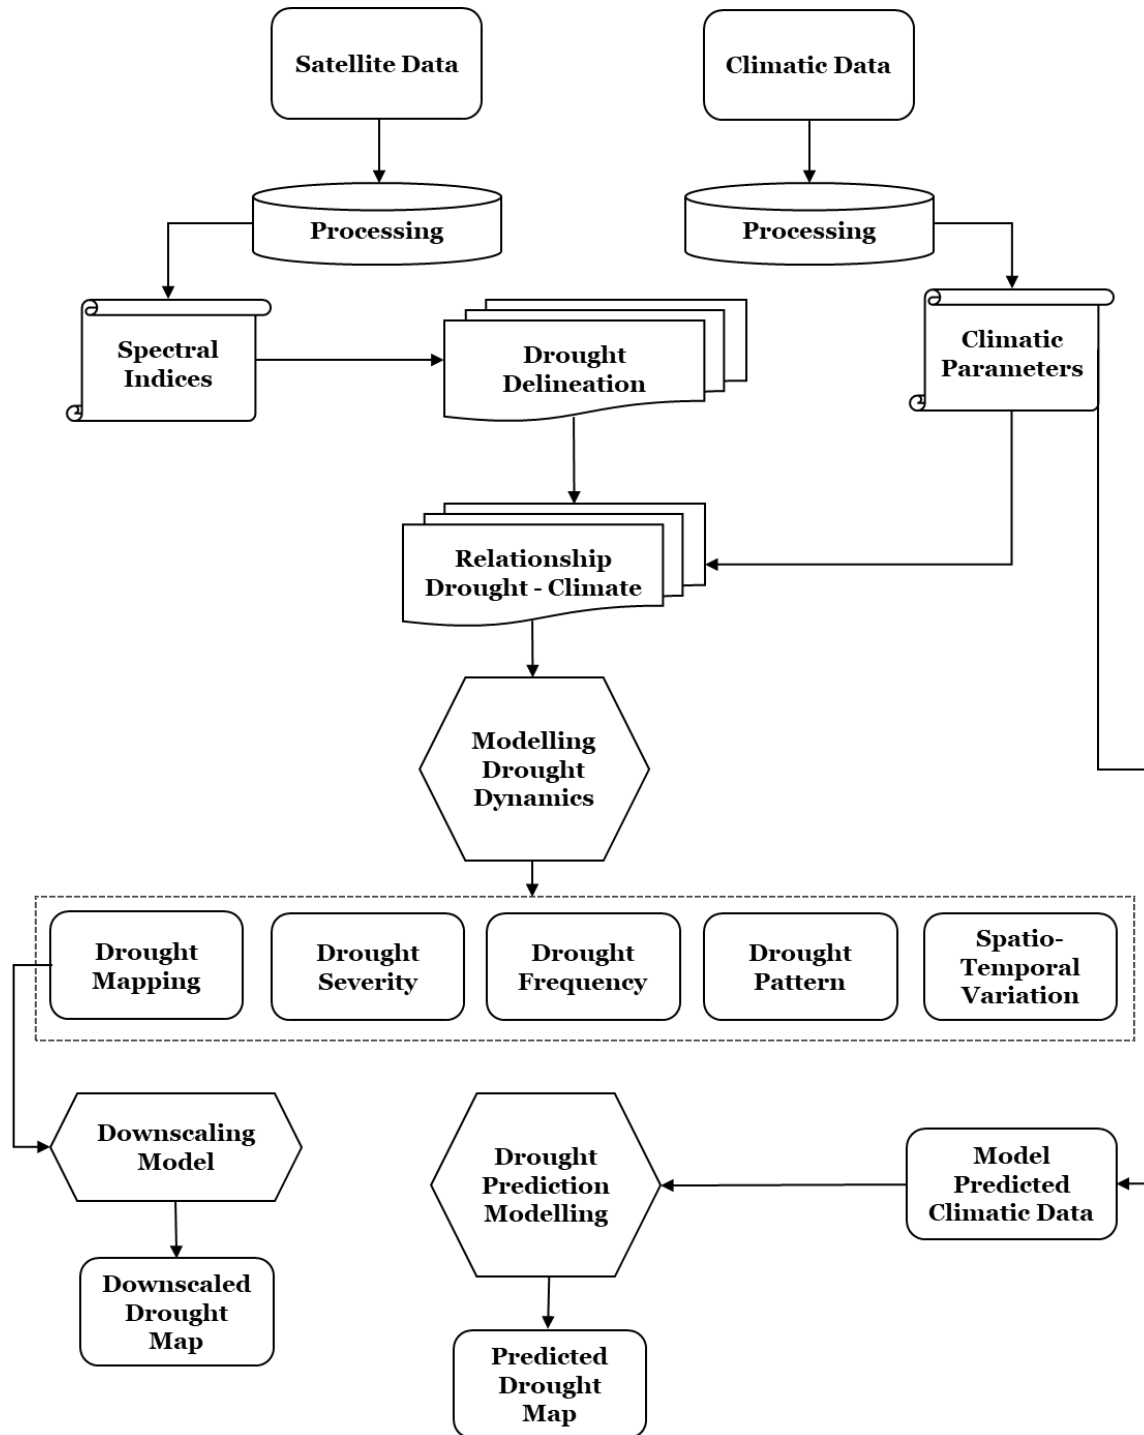 Satellite Data
Climatic Data
Processing
Processing
Spectral
Indices
Drought
Delineation
Climatic
Parameters
Relationship
Drought - Climate
Modelling
Drought
Dynamics
Drought
Mapping
Drought
Severity
Drought
Frequency
Drought
Pattern
Spatio-
Temporal
Variation
Downscaling
Model
Drought
Prediction
Modelling
Model
Predicted
Climatic Data
Downscaled
Drought
Map
Predicted
Drought
Map